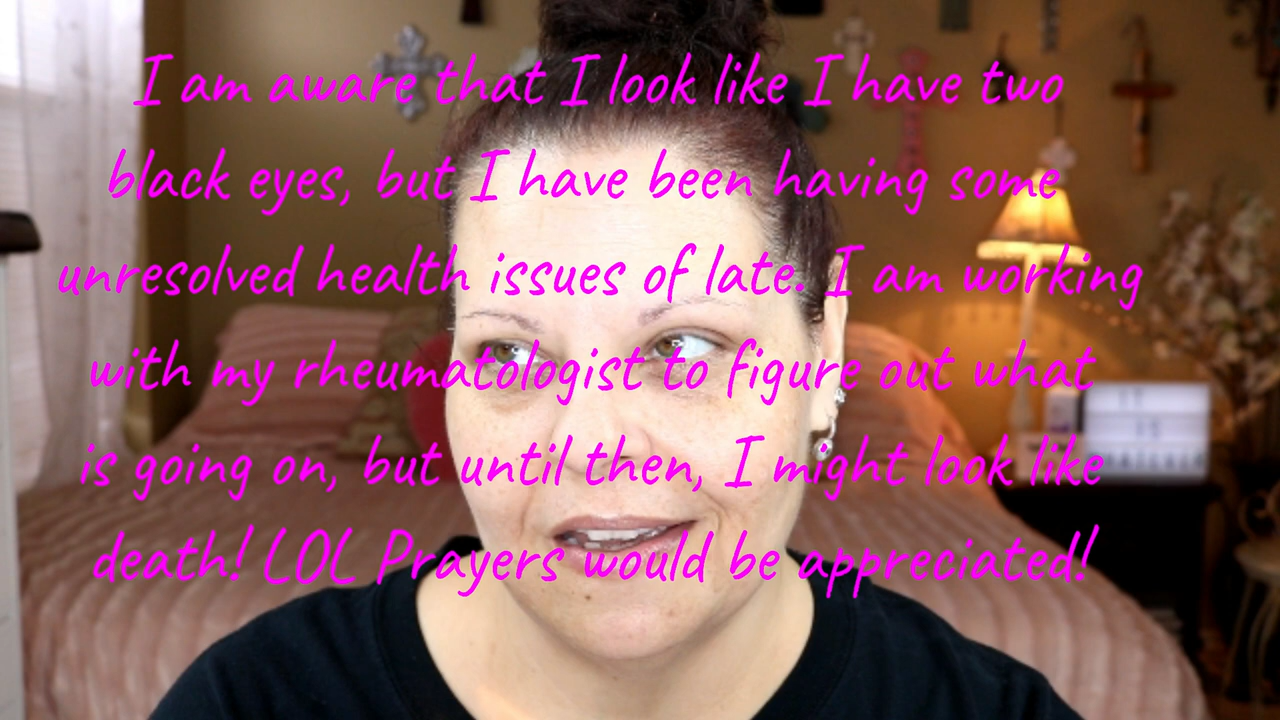 I am aware that I look like I have two
black eyes, but I have been having some
unresolved health issues of late. I am working
with my rheumatologist to figure out what
is going on, but until then, I might look like
death! LOL Prayers would be appreciated!